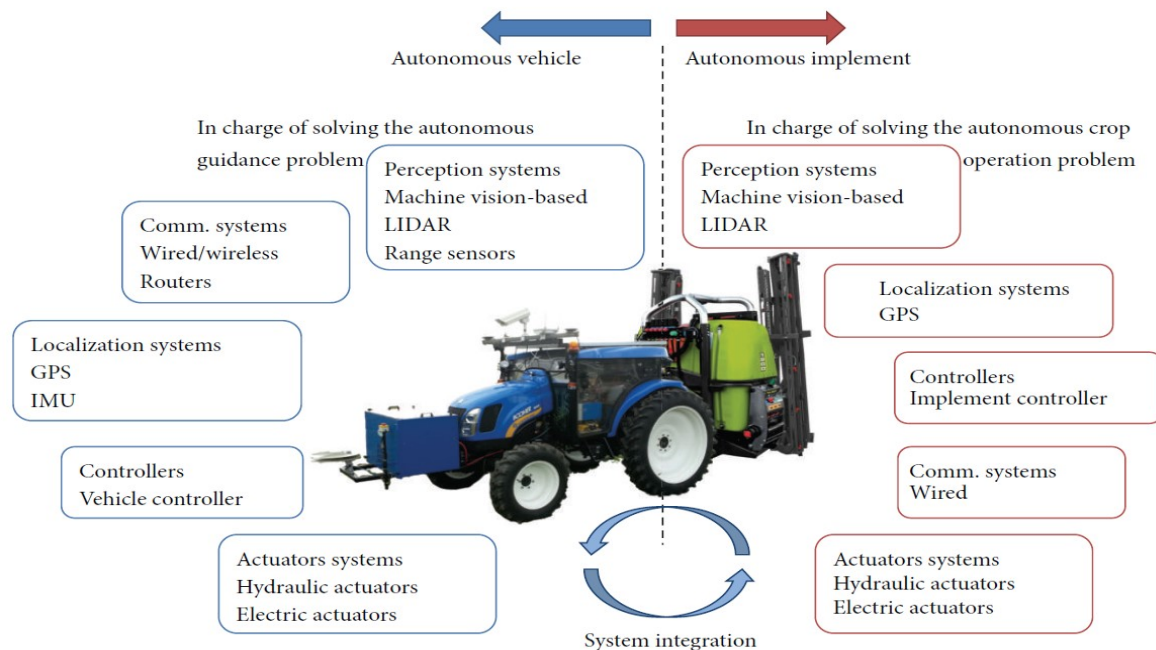 Autonomous vehicle
Autonomous implement
In charge of solving the autonomous
guidance problem
In charge of solving the autonomous crop
operation problem
Perception systems
Machine vision-based
LIDAR
Range sensors
Perception systems
Machine vision-based
LIDAR
Comm. systems
Wired/wireless
Routers
Localization systems
GPS
Localization systems
GPS
IMU
Controllers
Implement controller
Controllers
Vehicle controller
Comm. systems
Wired
Actuators systems
Hydraulic actuators
Electric actuators
Actuators systems
Hydraulic actuators
Electric actuators
System integration